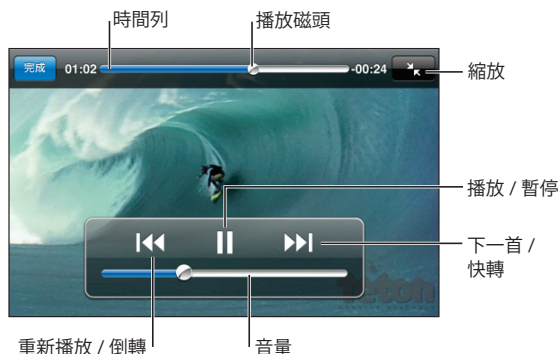 時間列
播放磁頭
完成
01:02
-00:24
縮放
播放 / 暫停
下一首 /
快轉
teton
重新播放 / 倒轉
音量